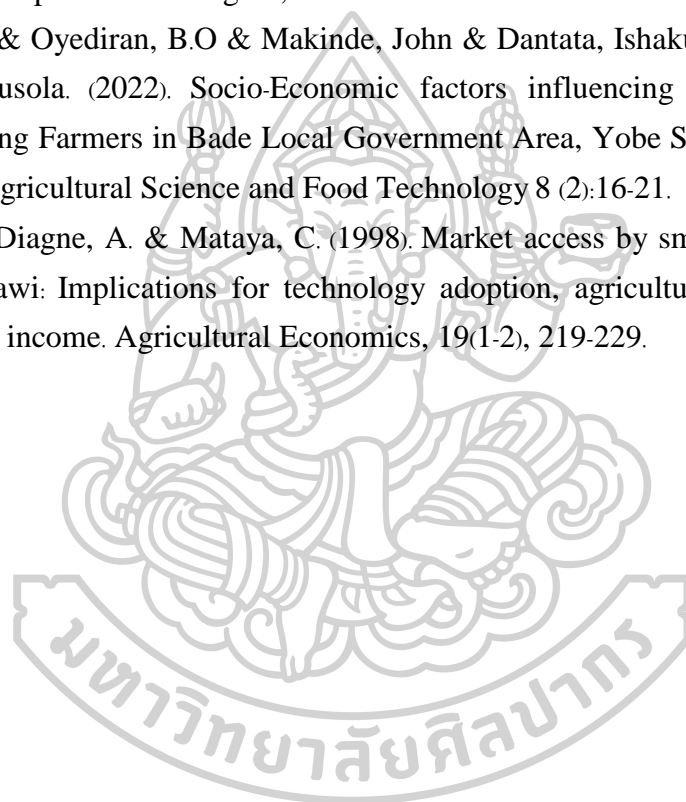 & Oyediran, B.O & Makinde, John & Dantata, Ishaku
usola. (2022). Socio-Economic factors influencing
ng Farmers in Bade Local Government Area, Yobe S
gricultural Science and Food Technology 8 (2):16-21.
Diagne, A. & Mataya, C. (1998). Market access by sm
awi: Implications for technology adoption, agricultu
income. Agricultural Economics, 19(1-2), 219-229.
มหาวิทยาลัยศิลปากร